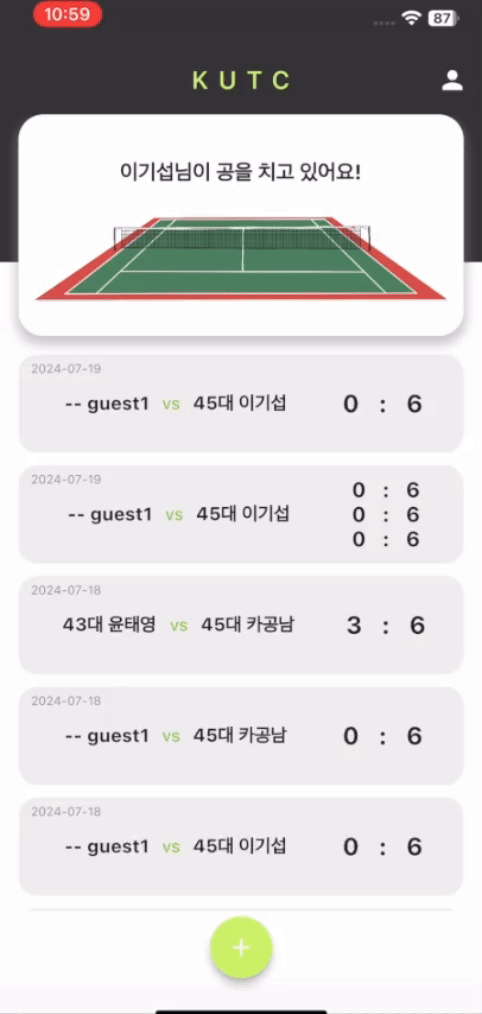 10:59
87
KUTC
이기섭님이 공을 치고 있어요!
2024-07-19
-- guest1 vs 45대 이기섭 0 : 6
2024-07-19
0 : 6
-- guest1 vs 45대 이기섭 0 : 6
0 : 6
2024-07-18
43대 윤태영 vs 45대 카공남 3 : 6
2024-07-18
-- guest1 vs 45대 카공남 0 : 6
2024-07-18
-- guest1 vs 45대 이기섭 0 : 6
+